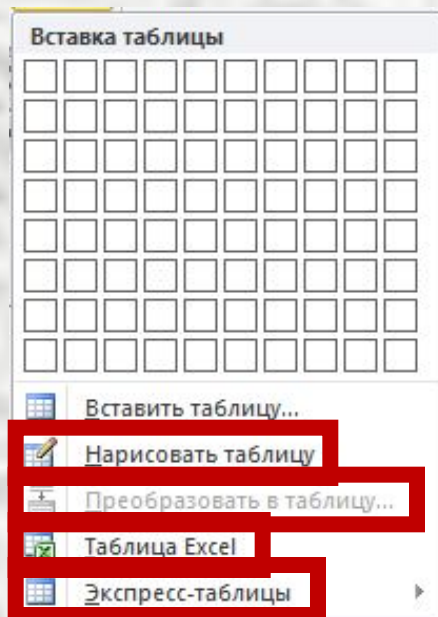 Вставка таблицы
Вставить таблицу...
Нарисовать таблицу
Преобразовать в таблицу...
Таблица Excel
Экспресс-таблицы